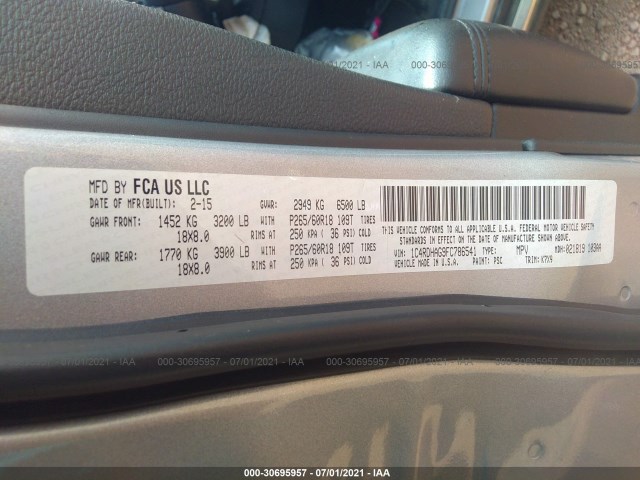 000-30695957 - 07/01/2021 - IAA
MFD BY FCA US LLC
DATE OF MFR(BUILT): 2-15 GVWR: 2949 KG 6500 LB
GAWR FRONT: 1452 KG 3200 LB WITH P265/60R18 109T TIRES
18X8.0 RIMS AT 250 KPA ( 36 PSI) COLD
GAWR REAR: 1770 KG 3900 LB WITH P265/60R18 109T TIRES
18X8.0 RIMS AT 250 KPA ( 36 PSI) COLD
THIS VEHICLE CONFORMS TO ALL APPLICABLE U.S.A. FEDERAL MOTOR VEHICLE SAFETY
STANDARDS IN EFFECT ON THE DATE OF MANUFACTURE SHOWN ABOVE.
VIN: 1C4RDHAG9FC786541 TYPE: MPV MDH: 021819 103AA
VEHICLE MADE IN U.S.A. PAINT: PSC TRIM: K7X9
000-30695957 - 07/01/2021 - IAA
000-30695957 - 07/01/2021 - IAA